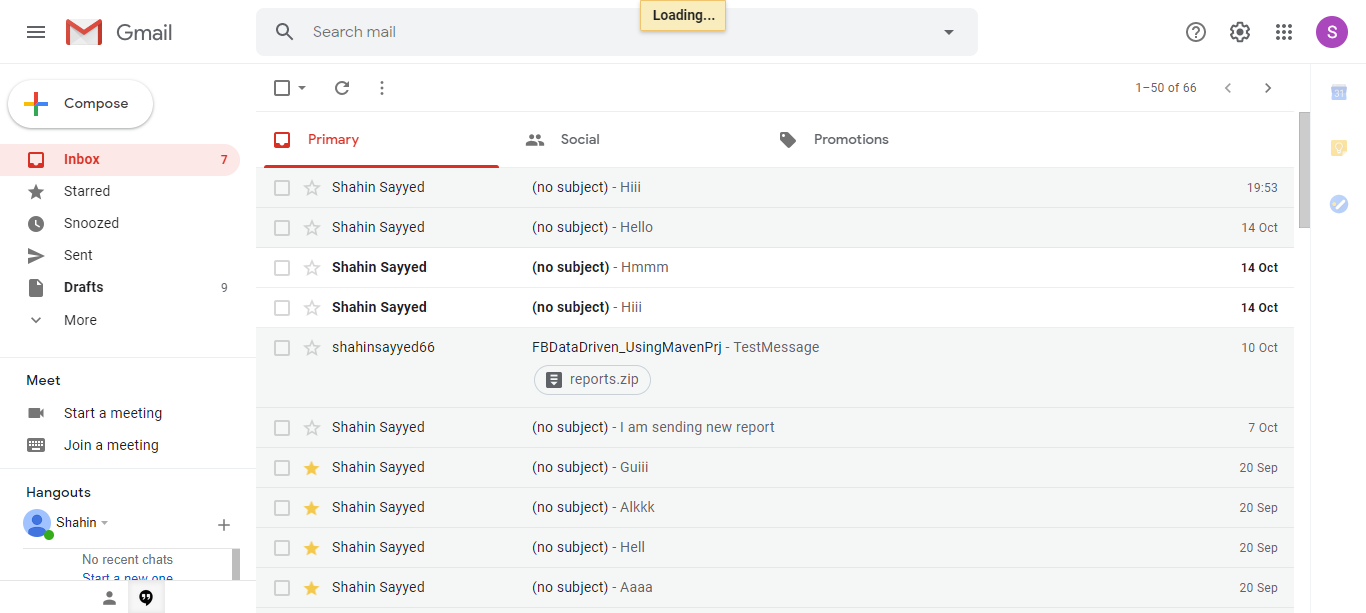 Loading...
Gmail
Search mail
S
Compose
1–50 of 66
31
Primary
Social
Promotions
Inbox 7
Starred
Snoozed
Sent
Drafts 9
More
Shahin Sayyed (no subject) - Hiii 19:53
Shahin Sayyed (no subject) - Hello 14 Oct
Shahin Sayyed (no subject) - Hmmm 14 Oct
Shahin Sayyed (no subject) - Hiii 14 Oct
shahinsayyed66 FBDataDriven_UsingMavenPrj - TestMessage 10 Oct
reports.zip
Shahin Sayyed (no subject) - I am sending new report 7 Oct
Shahin Sayyed (no subject) - Guiii 20 Sep
Shahin Sayyed (no subject) - Alkkk 20 Sep
Shahin Sayyed (no subject) - Hell 20 Sep
Shahin Sayyed (no subject) - Aaaa 20 Sep
Meet
Start a meeting
Join a meeting
Hangouts
Shahin
No recent chats
Start a new one